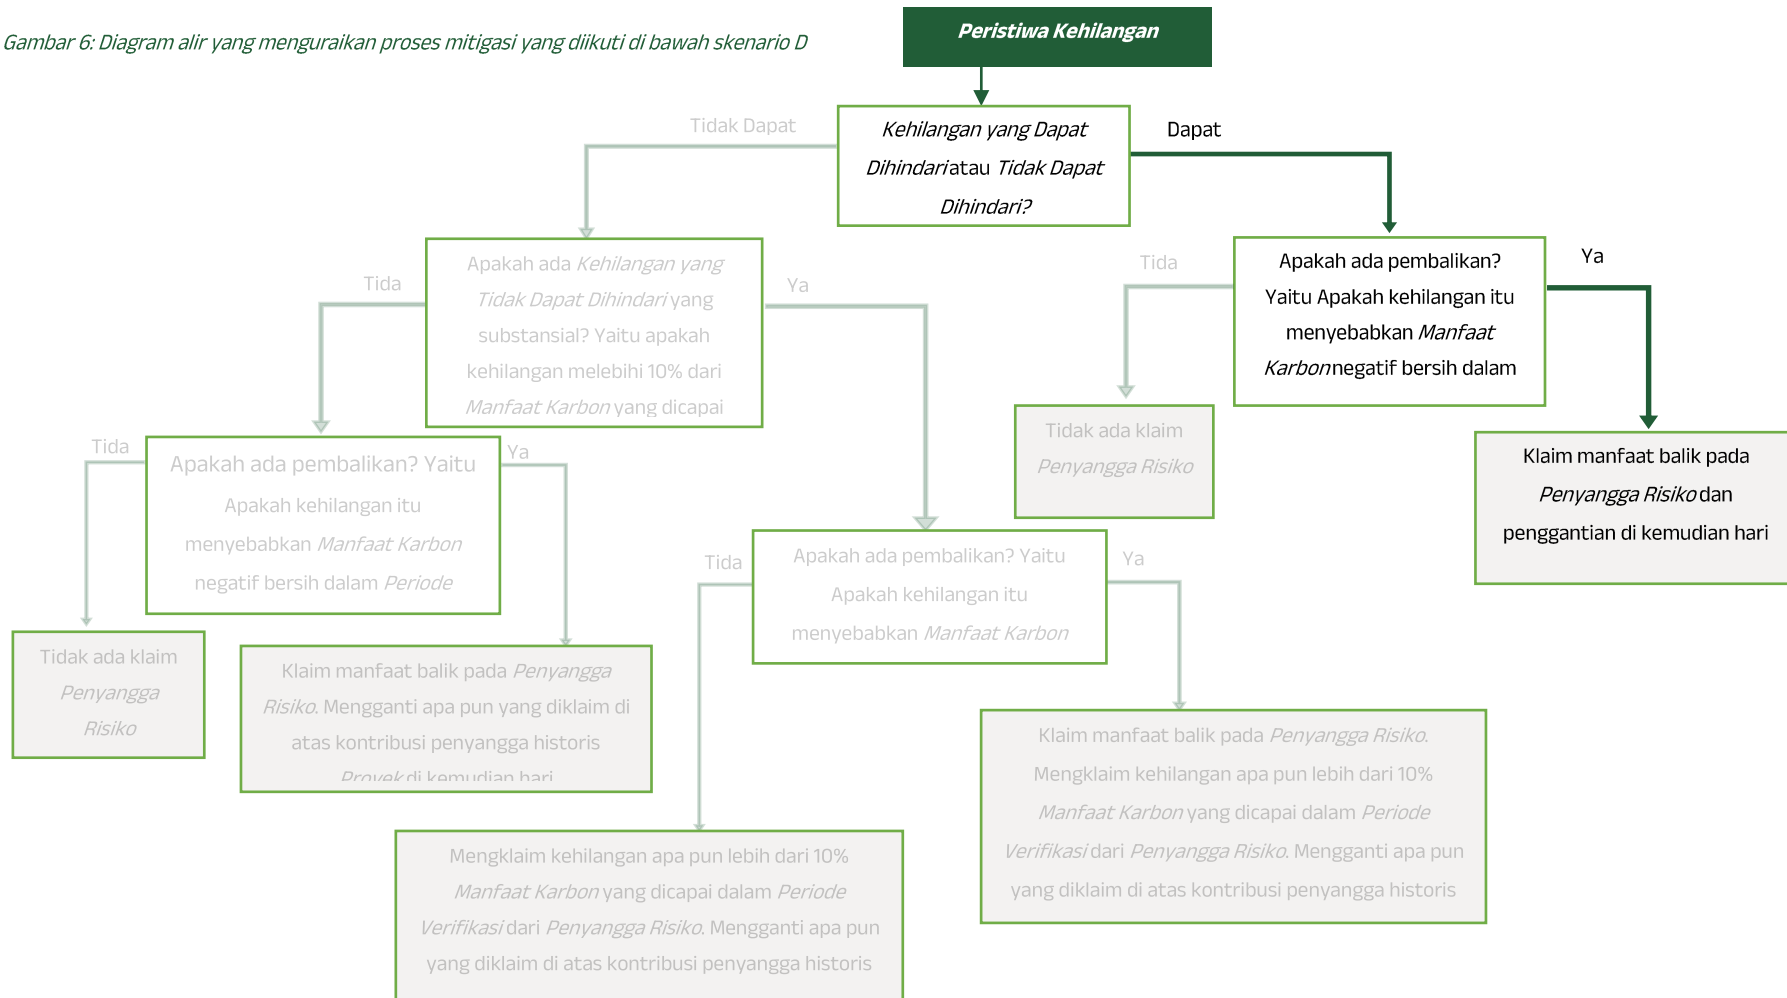 Gambar 6: Diagram alir yang menguraikan proses mitigasi yang diikuti di bawah skenario D
Peristiwa Kehilangan
Tidak Dapat
Kehilangan yang Dapat
Dihindariatau Tidak Dapat
Dihindari?
Dapat
Apakah ada Kehilangan yang
Tidak Dapat Dihindari yang
substansial? Yaitu apakah
kehilangan melebihi 10% dari
Manfaat Karbon yang dicapai
Tida
Ya
Tida
Apakah ada pembalikan?
Yaitu Apakah kehilangan itu
menyebabkan Manfaat
Karbonnegatif bersih dalam
Ya
Tidak ada klaim
Penyangga Risiko
Klaim manfaat balik pada
Penyangga Risiko dan
penggantian di kemudian hari
Tida
Apakah ada pembalikan? Yaitu
Apakah kehilangan itu
menyebabkan Manfaat Karbon
negatif bersih dalam Periode
Ya
Tida
Apakah ada pembalikan? Yaitu
Apakah kehilangan itu
menyebabkan Manfaat Karbon
Ya
Tidak ada klaim
Penyangga
Risiko
Klaim manfaat balik pada Penyangga
Risiko. Mengganti apa pun yang diklaim di
atas kontribusi penyangga historis
Proyek di kemudian hari
Klaim manfaat balik pada Penyangga Risiko.
Mengklaim kehilangan apa pun lebih dari 10%
Manfaat Karbon yang dicapai dalam Periode
Verifikasi dari Penyangga Risiko. Mengganti apa pun
yang diklaim di atas kontribusi penyangga historis
Mengklaim kehilangan apa pun lebih dari 10%
Manfaat Karbon yang dicapai dalam Periode
Verifikasi dari Penyangga Risiko. Mengganti apa pun
yang diklaim di atas kontribusi penyangga historis